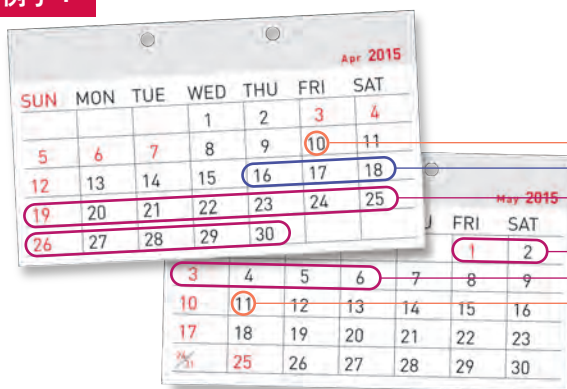 例子 1
Apr 2015
SUN MON TUE WED THU FRI SAT
1 2 3 4
5 6 7 8 9 10 11
12 13 14 15 16 17 18
19 20 21 22 23 24 25
26 27 28 29 30
May 2015
FRI SAT
1 2
3 4 5 6 7 8 9
10 11 12 13 14 15 16
17 18 19 20 21 22 23
24/31 25 26 27 28 29 30